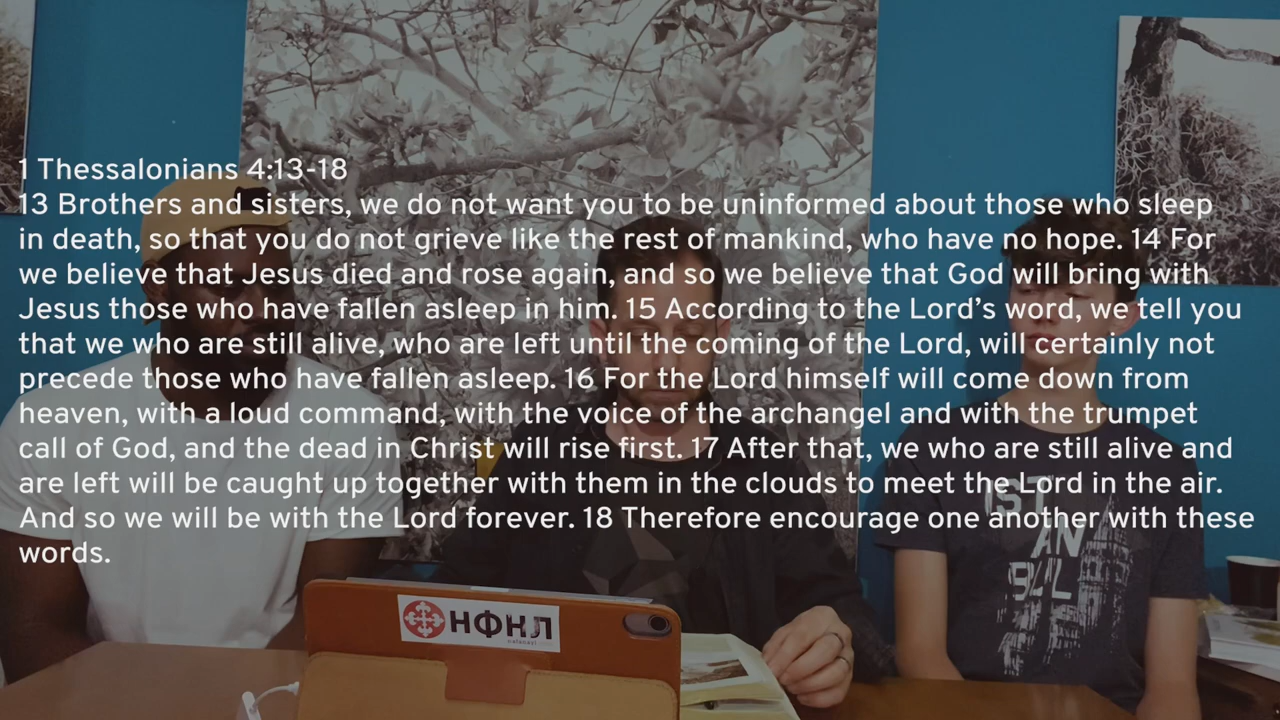 1 Thessalonians 4:13-18
13 Brothers and sisters, we do not want you to be uninformed about those who sleep
in death, so that you do not grieve like the rest of mankind, who have no hope. 14 For
we believe that Jesus died and rose again, and so we believe that God will bring with
Jesus those who have fallen asleep in him. 15 According to the Lord’s word, we tell you
that we who are still alive, who are left until the coming of the Lord, will certainly not
precede those who have fallen asleep. 16 For the Lord himself will come down from
heaven, with a loud command, with the voice of the archangel and with the trumpet
call of God, and the dead in Christ will rise first. 17 After that, we who are still alive and
are left will be caught up together with them in the clouds to meet the Lord in the air.
And so we will be with the Lord forever. 18 Therefore encourage one another with these
words.
IST
AN
BUL
НФКЛ